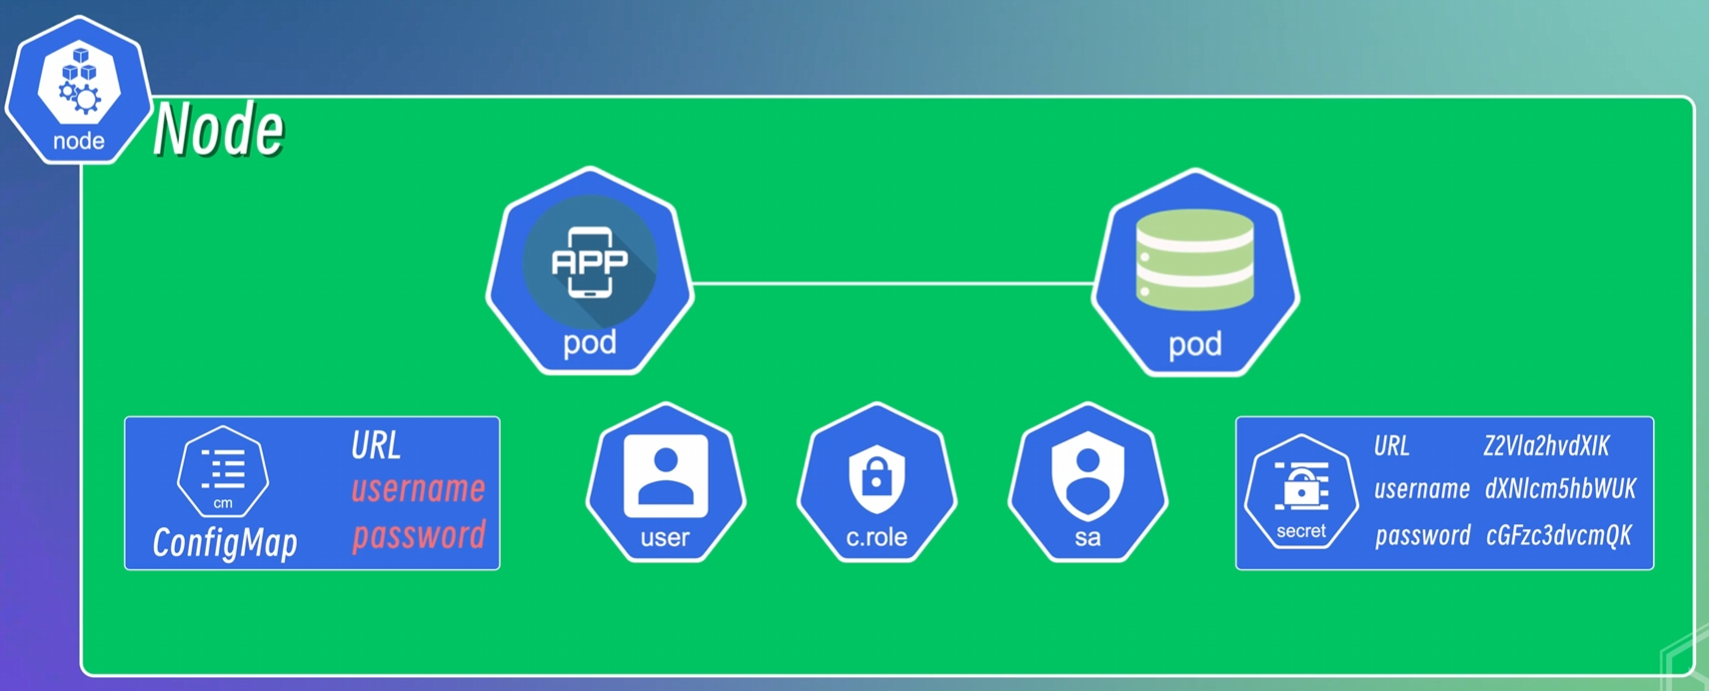 node
Node
APP
pod
pod
cm
ConfigMap
URL
username
password
user
c.role
sa
secret
URL Z2Vla2hvdXIK
username dXNlcm5hbWUK
password cGFzc3dvcmQK